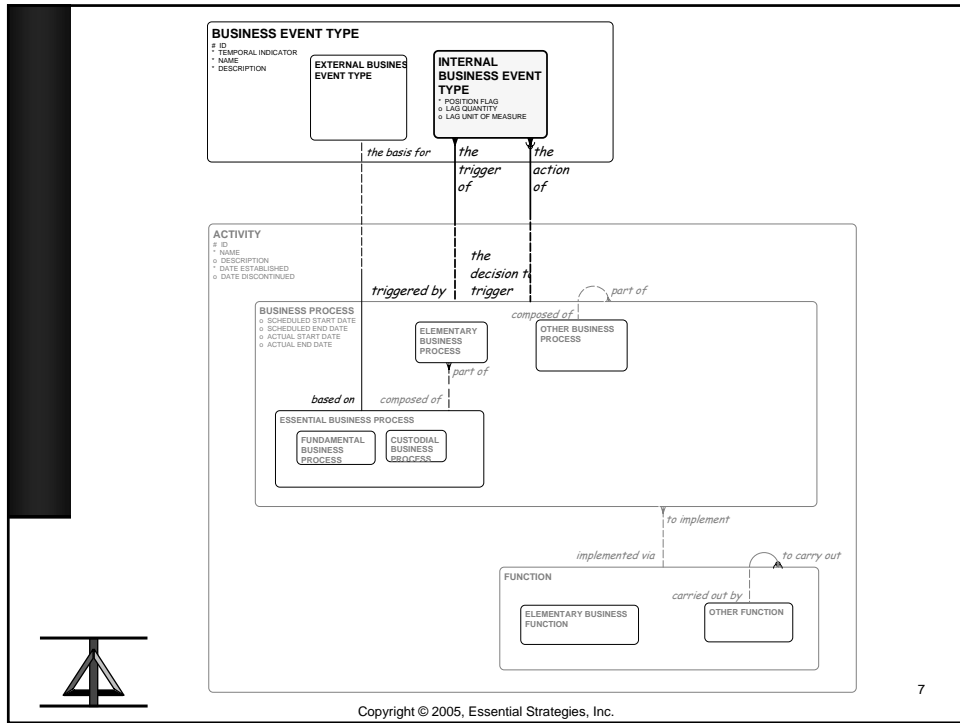 BUSINESS EVENT TYPE
# ID
* TEMPORAL INDICATOR
* NAME
* DESCRIPTION
EXTERNAL BUSINES
EVENT TYPE
INTERNAL
BUSINESS EVENT
TYPE
* POSITION FLAG
o LAG QUANTITY
o LAG UNIT OF MEASURE
the basis for
the
trigger
of
the
action
of
ACTIVITY
# ID
* NAME
o DESCRIPTION
* DATE ESTABLISHED
o DATE DISCONTINUED
triggered by
the
decision to
trigger
part of
composed of
BUSINESS PROCESS
o SCHEDULED START DATE
o SCHEDULED END DATE
o ACTUAL START DATE
o ACTUAL END DATE
ELEMENTARY
BUSINESS
PROCESS
OTHER BUSINESS
PROCESS
part of
based on
composed of
ESSENTIAL BUSINESS PROCESS
FUNDAMENTAL
BUSINESS
PROCESS
CUSTODIAL
BUSINESS
PROCESS
to implement
implemented via
to carry out
FUNCTION
carried out by
ELEMENTARY BUSINESS
FUNCTION
OTHER FUNCTION
7
Copyright © 2005, Essential Strategies, Inc.